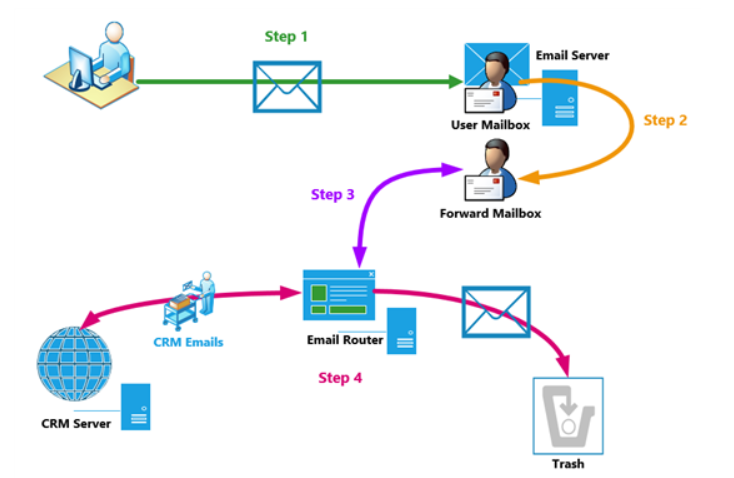 Step 1
Email Server
User Mailbox
Step 2
Step 3
Forward Mailbox
CRM Emails
Email Router
Step 4
CRM Server
Trash